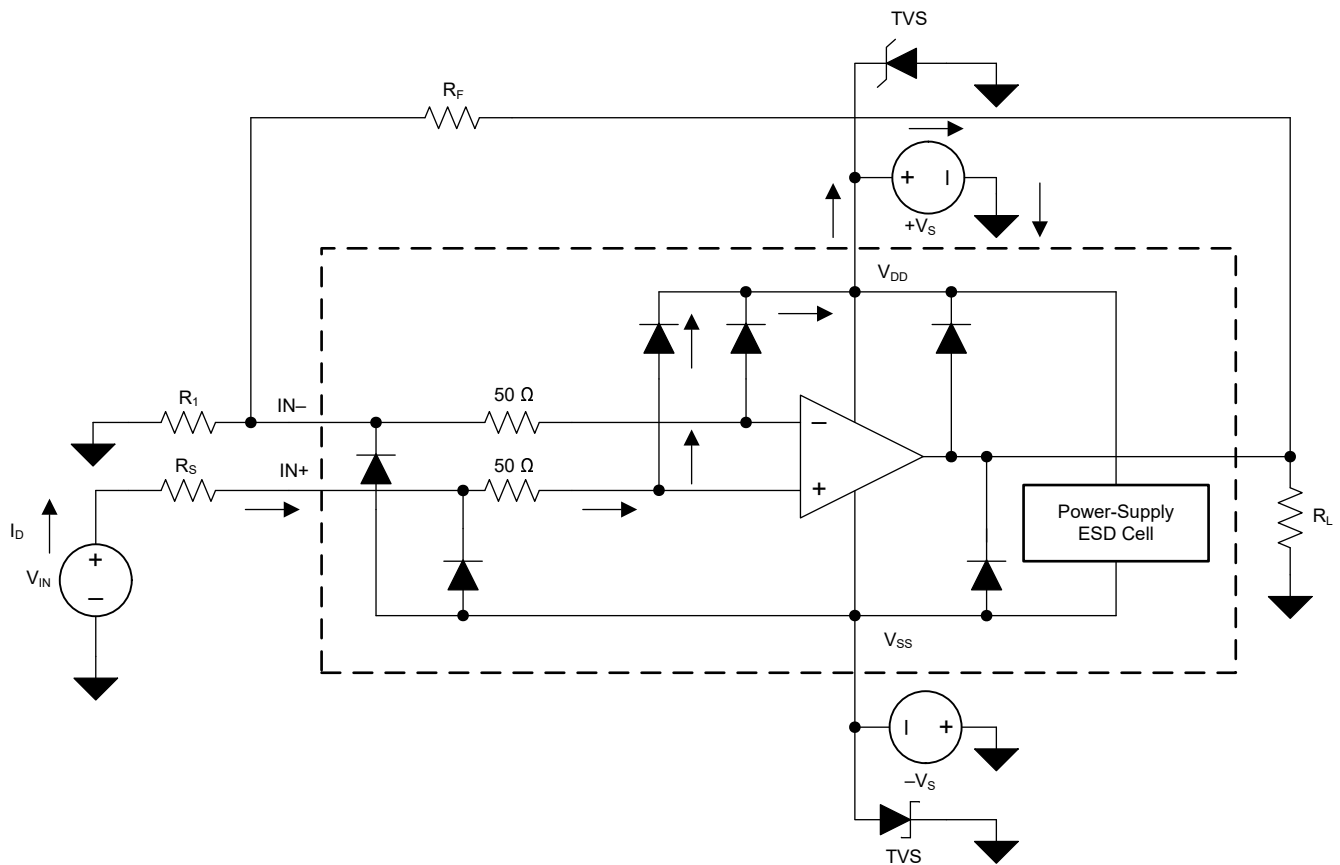 TVS
R_F
+ −
+V_S
V_DD
R_1
IN−
50 Ω
−
R_S
IN+
50 Ω
+
I_D
+
V_IN
−
Power-Supply
ESD Cell
R_L
V_SS
− +
−V_S
TVS